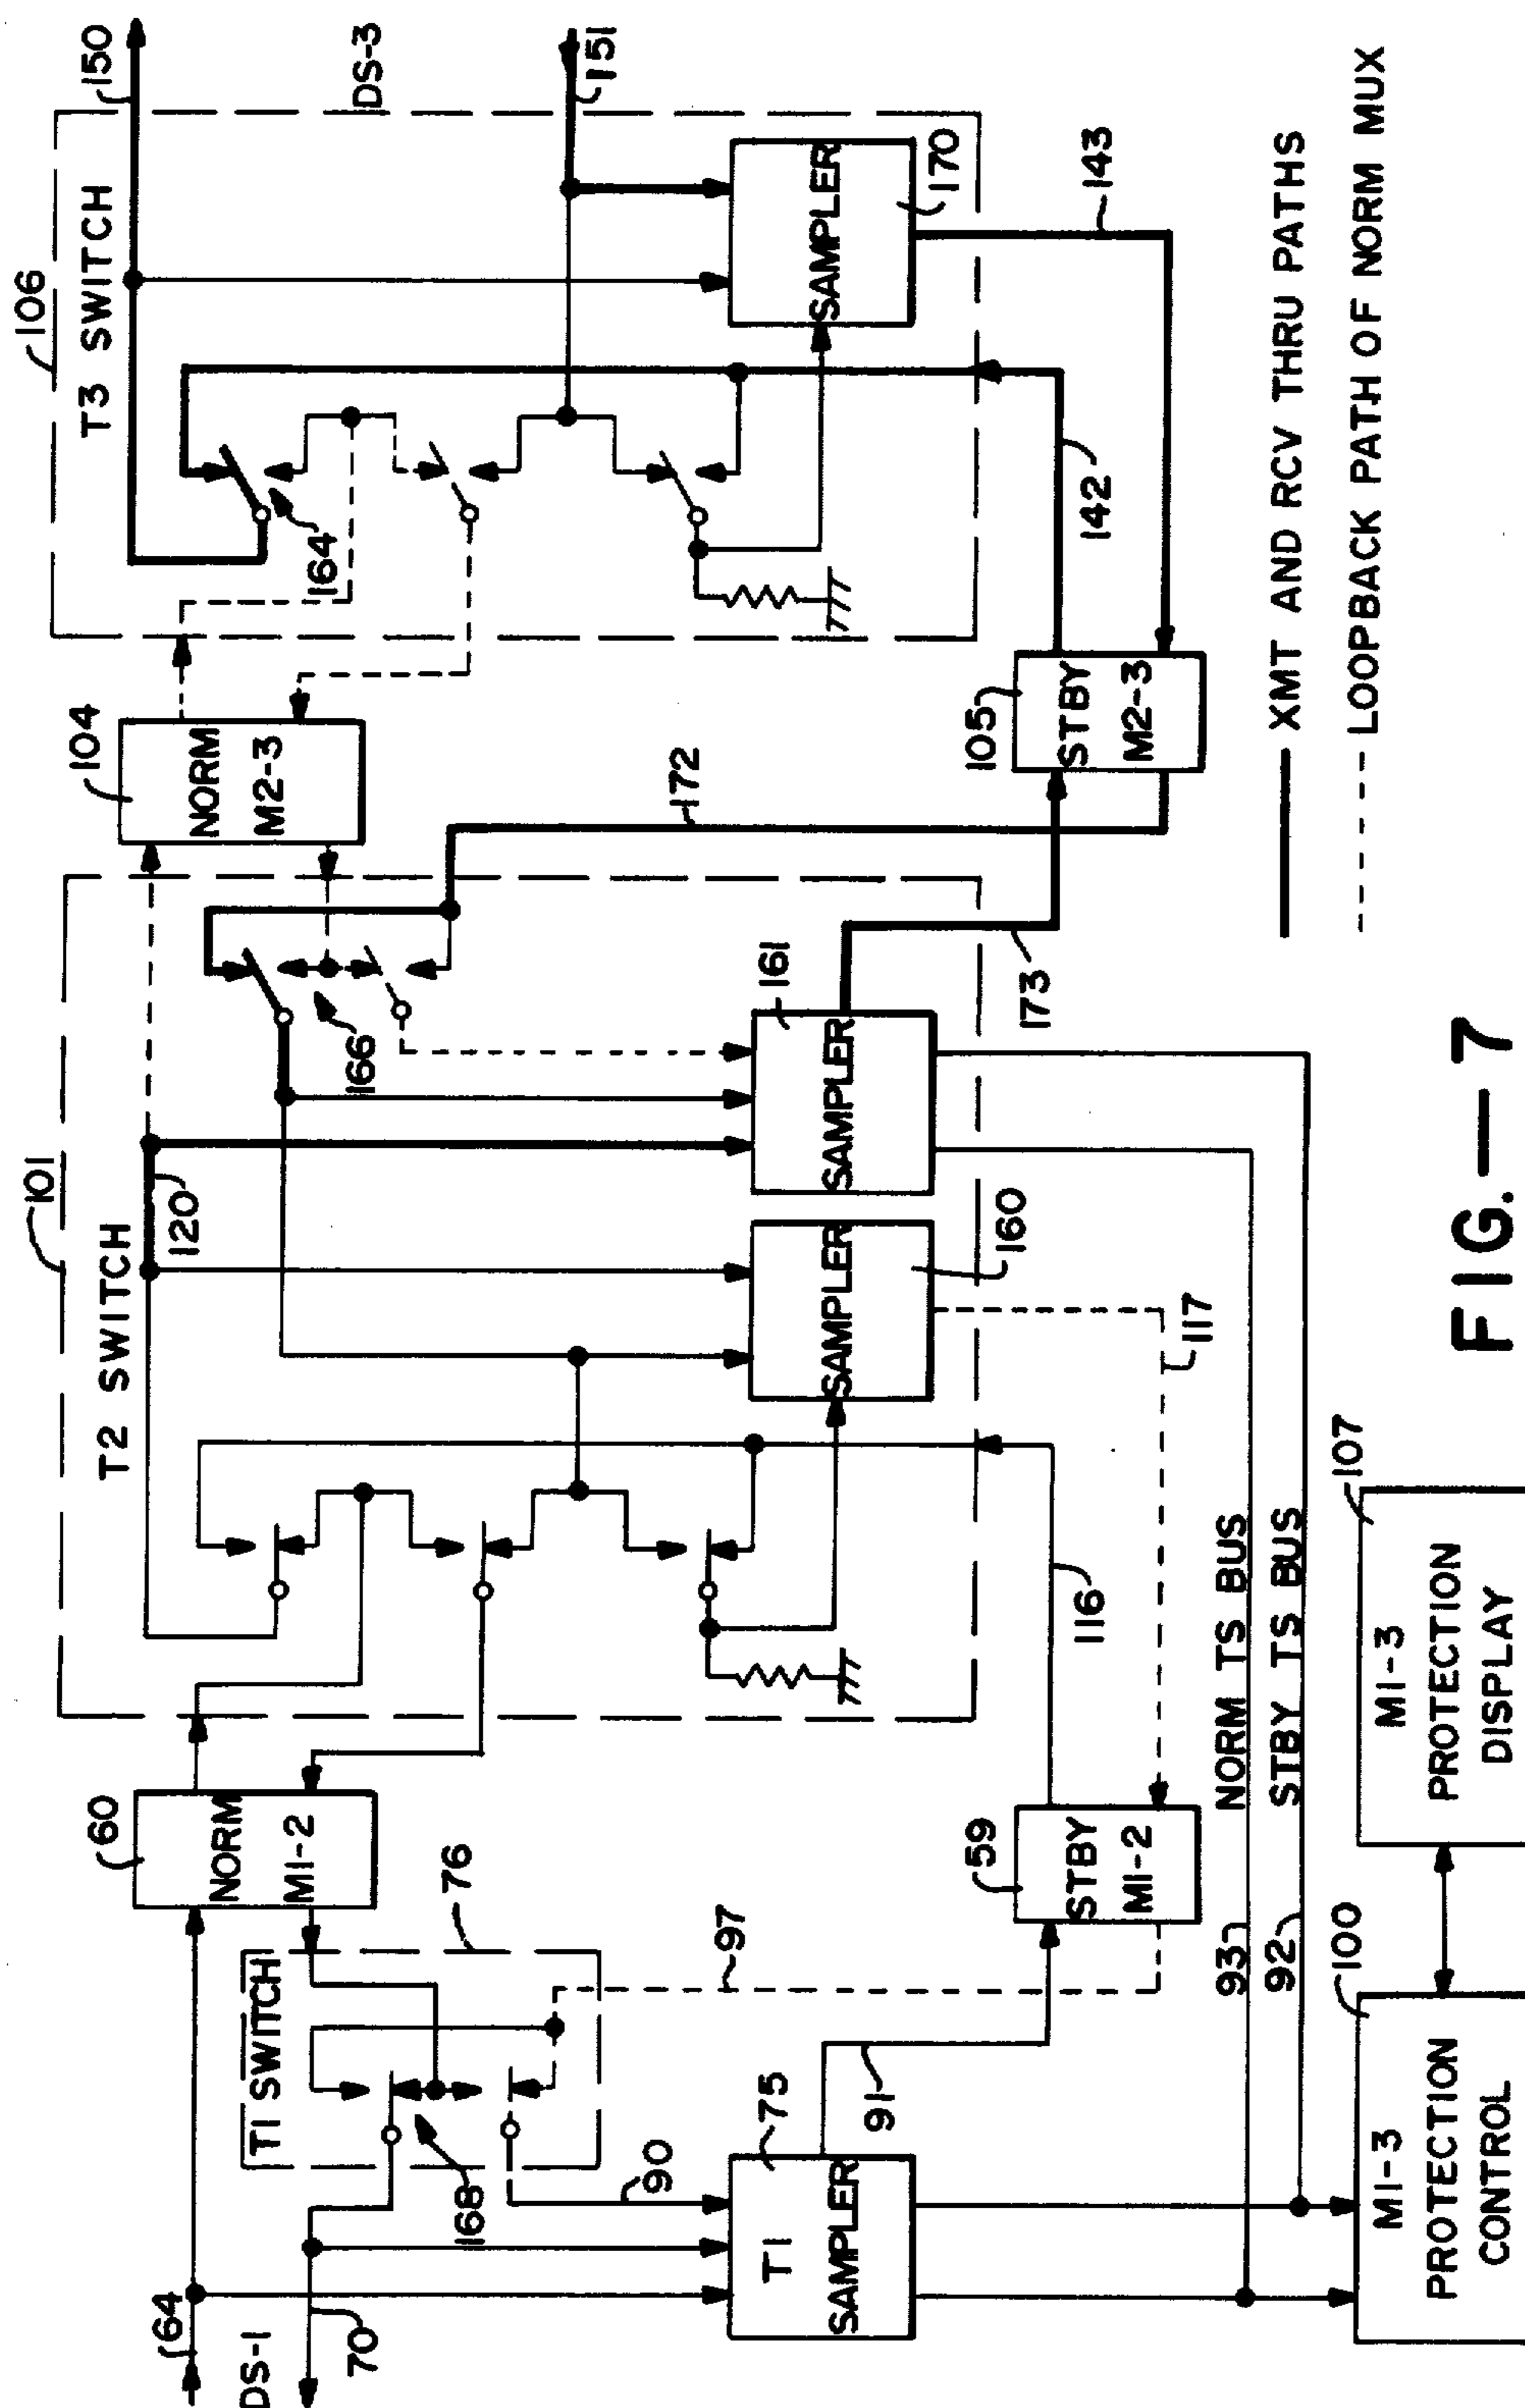 106
T3 SWITCH
150
DS-3
151
164
SAMPLER
170
143
142
104
NORM
M2-3
172
105
STBY
M2-3
101
T2 SWITCH
120
166
161
SAMPLER
173
SAMPLER
160
117
116
60
NORM
M1-2
59
STBY
M1-2
76
T1 SWITCH
97
168
90
91
75
T1
SAMPLER
64
DS-1
70
NORM TS BUS
STBY TS BUS
93
92
100
M1-3
PROTECTION
CONTROL
107
M1-3
PROTECTION
DISPLAY
XMT AND RCV THRU PATHS
LOOPBACK PATH OF NORM MUX
FIG.—7